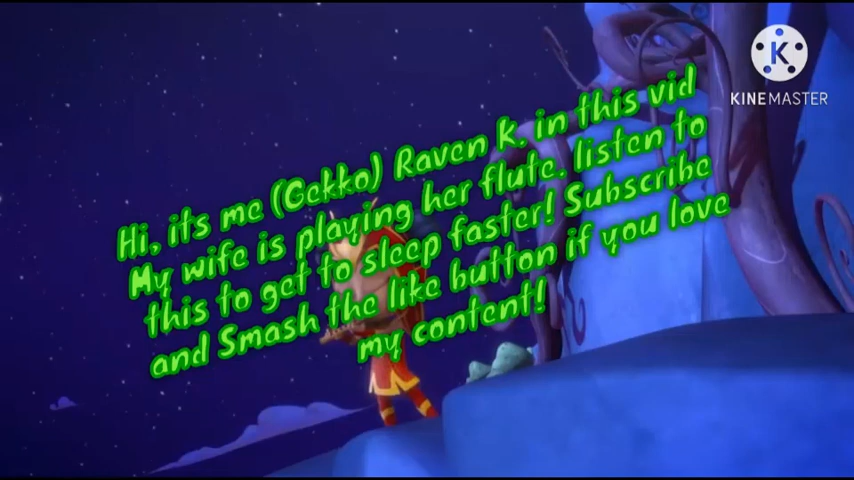 K
KINEMASTER
Hi, its me (Gekko) Raven K. in this vid
My wife is playing her flute. listen to
this to get to sleep faster! Subscribe
and Smash the like button if you love
my content!